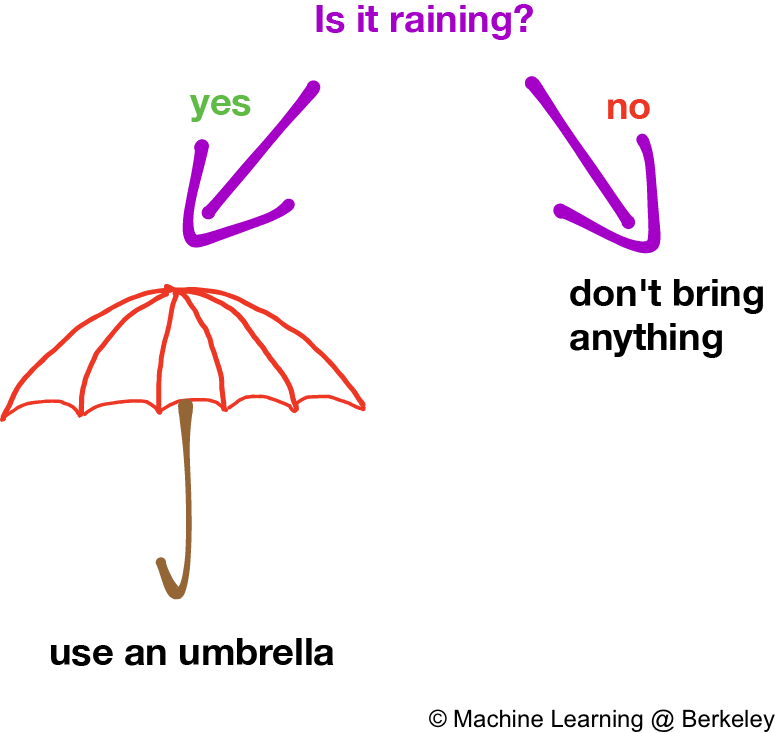 Is it raining?
yes
no
don't bring
anything
use an umbrella
© Machine Learning @ Berkeley